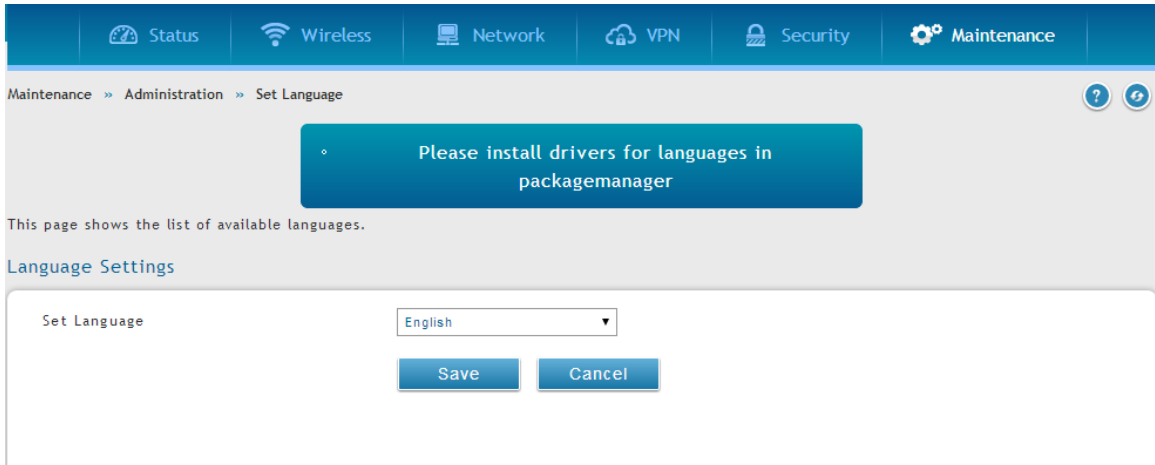 Status Wireless Network VPN Security Maintenance
Maintenance » Administration » Set Language
Please install drivers for languages in
packagemanager
This page shows the list of available languages.
Language Settings
Set Language English
Save Cancel